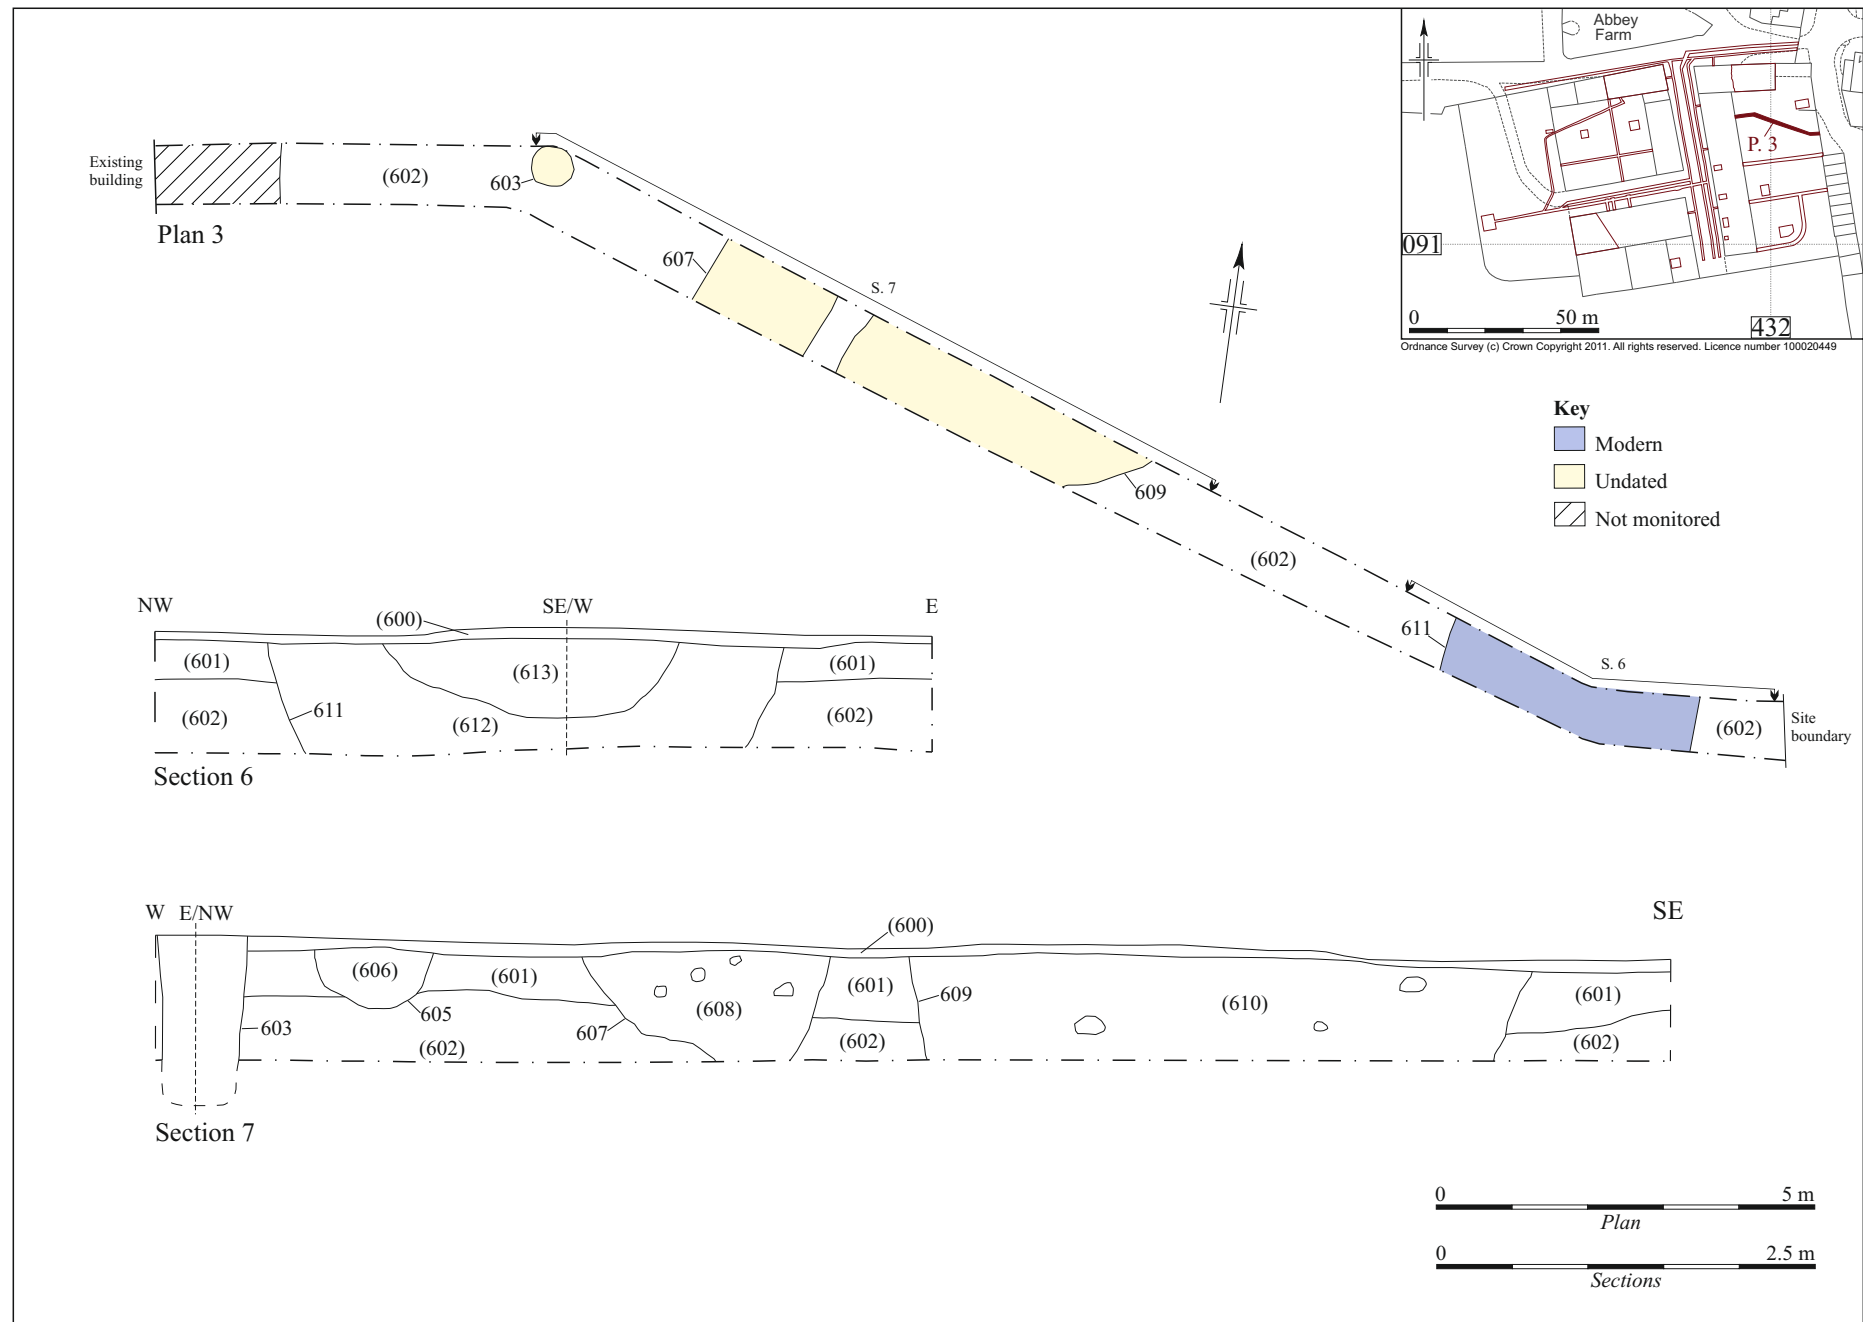 Abbey
Farm
P. 3
091
0 50 m
432
Ordnance Survey (c) Crown Copyright 2011. All rights reserved. Licence number 100020449
Existing
building
(602)
603
Plan 3
607
S. 7
609
(602)
611
S. 6
(602)
Site
boundary
Key
Modern
Undated
Not monitored
NW SE/W E
(600)
(601) (613) (601)
(602) 611 (612) (602)
Section 6
W E/NW SE
(600)
(606) (601) (601) 609 (601)
603 605 607 (608) (610)
(602) (602) (602)
Section 7
0 5 m
Plan
0 2.5 m
Sections